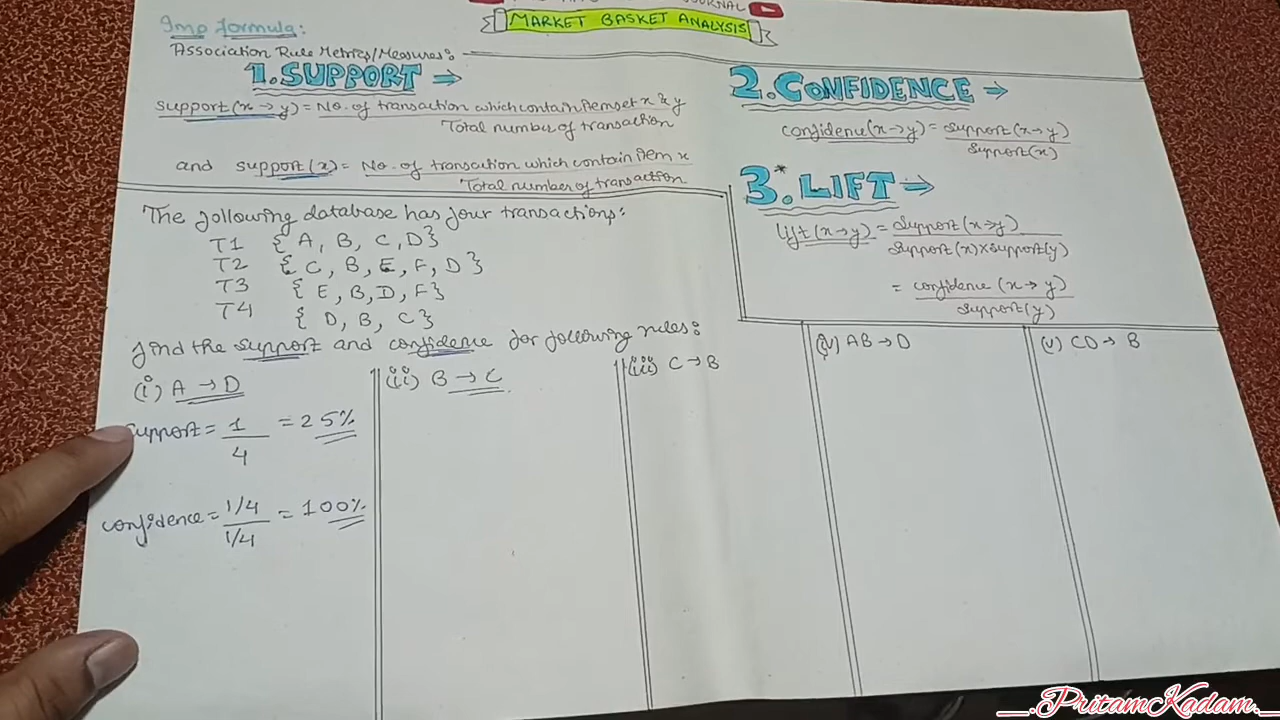 JOURNAL
MARKET BASKET ANALYSIS
Imp formula:
Association Rule Metrics/Measures:
1. SUPPORT →
support(x→y) = No. of transaction which contain itemset x & y
Total number of transaction
and support(x) = No. of transaction which contain item x
Total number of transaction
2. CONFIDENCE →
confidence(x→y) = support(x→y)
support(x)
3.* LIFT →
lift(x→y) = support(x→y)
support(x)×support(y)
= confidence (x→y)
support(y)
The following database has four transactions:
T1 {A, B, C, D}
T2 {C, B, E, F, D}
T3 {E, B, D, F}
T4 {D, B, C}
find the support and confidence for following rules:
(i) A → D
support = 1 = 25%
4
confidence = 1/4 = 100%
1/4
(ii) B → C
(iii) C → B
(iv) AB → D
(v) CD → B
__.PritamKadam.__